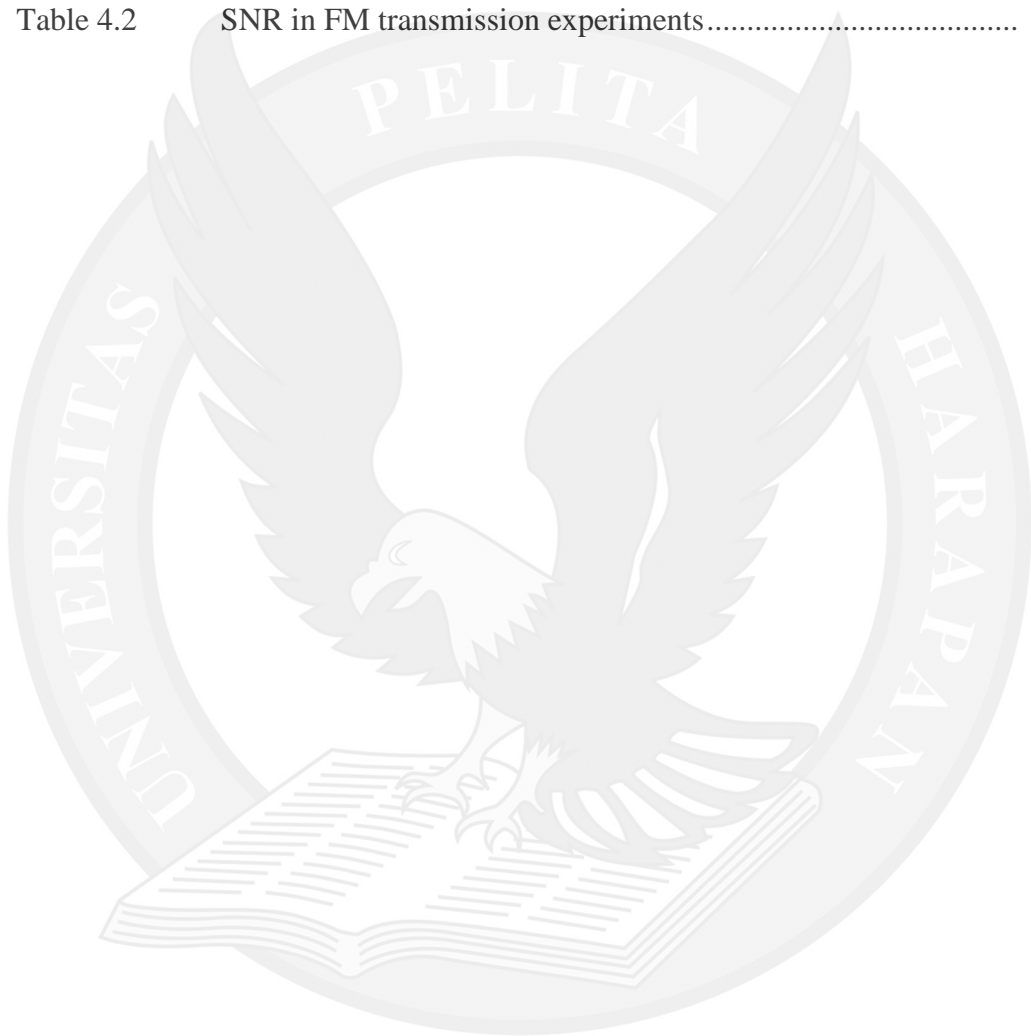 Table 4.2 SNR in FM transmission experiments.......................................
PELITA
UNIVERSITAS
HARAPAN